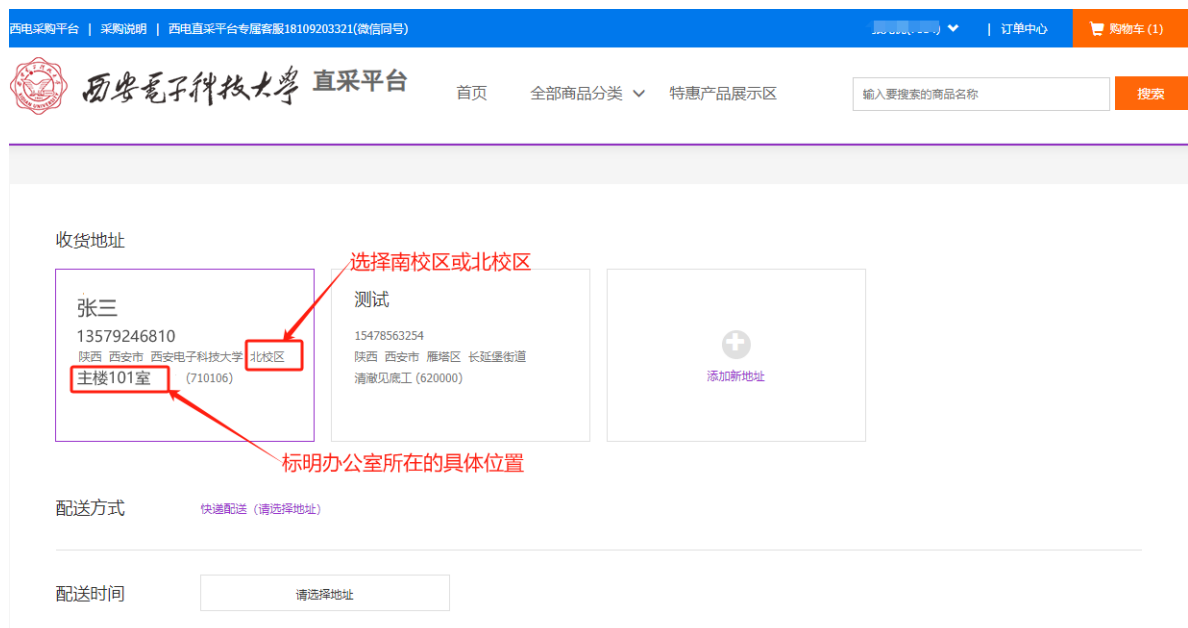 西电采购平台 | 采购说明 | 西电直采平台专属客服18109203321(微信同号)
| 订单中心
购物车 (1)
西安电子科技大学 直采平台
首页 全部商品分类 特惠产品展示区
输入要搜索的商品名称 搜索
收货地址
选择南校区或北校区
张三
13579246810
陕西 西安市 西安电子科技大学 北校区
主楼101室 (710106)
测试
15478563254
陕西 西安市 雁塔区 长延堡街道
清澈见底工 (620000)
添加新地址
标明办公室所在的具体位置
配送方式 快递配送（请选择地址）
配送时间 请选择地址